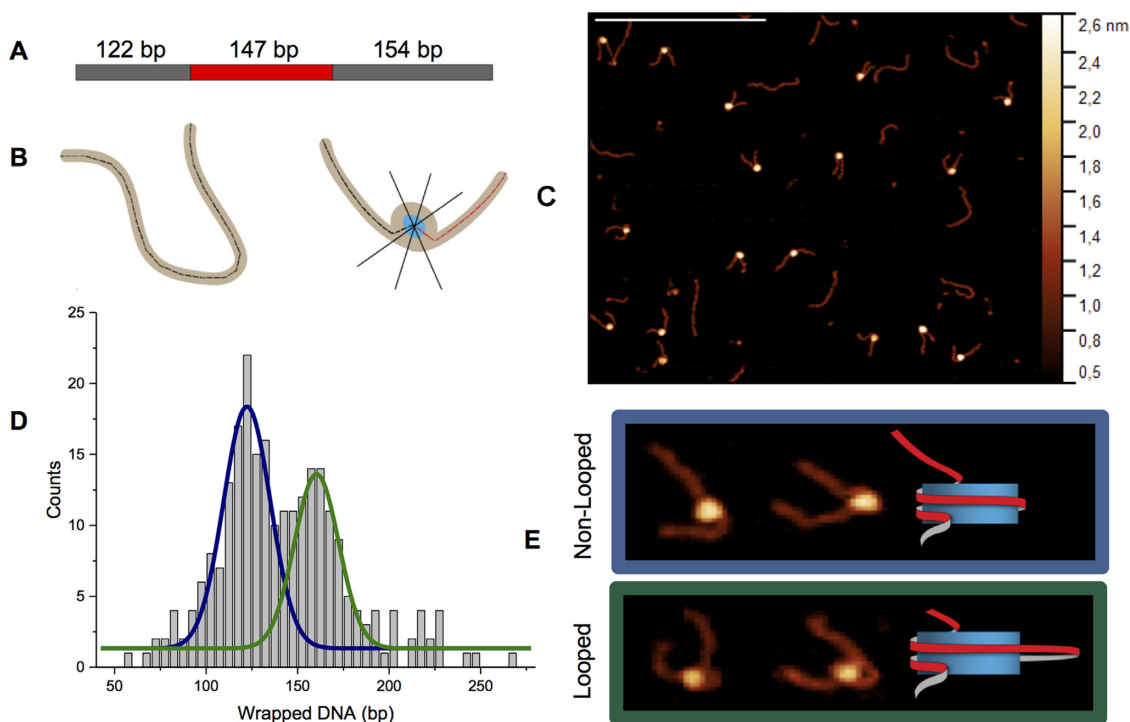 A
122 bp
147 bp
154 bp
B
C
2,6 nm
2,4
2,2
2,0
1,8
1,6
1,4
1,2
1,0
0,8
0,5
D
25
20
15
10
5
0
Counts
50
100
150
200
250
Wrapped DNA (bp)
E
Non-Looped
Looped